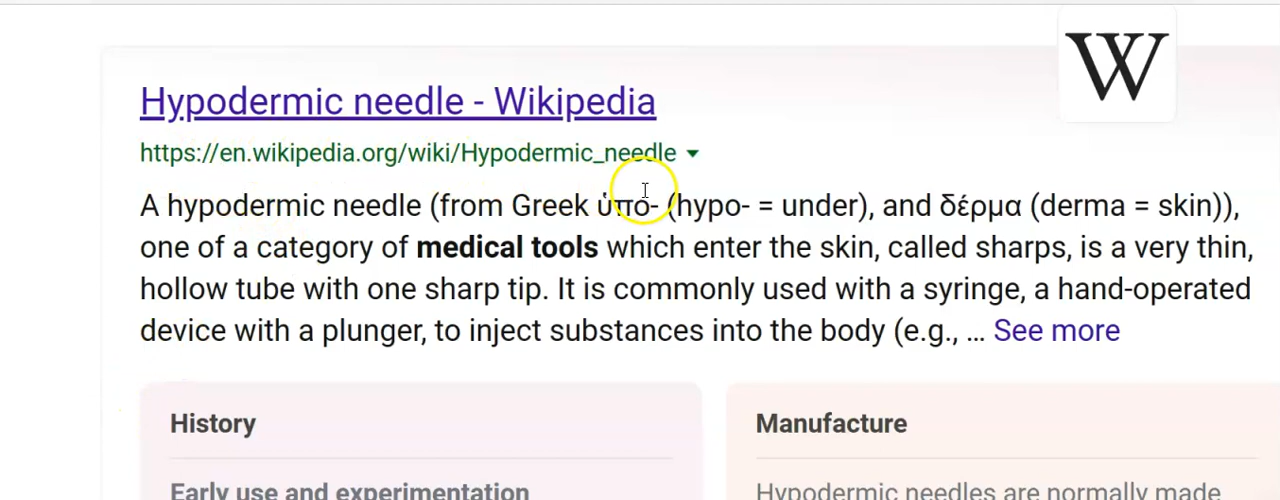 W
Hypodermic needle - Wikipedia
https://en.wikipedia.org/wiki/Hypodermic_needle
A hypodermic needle (from Greek ὑπό- (hypo- = under), and δέρμα (derma = skin)),
one of a category of medical tools which enter the skin, called sharps, is a very thin,
hollow tube with one sharp tip. It is commonly used with a syringe, a hand-operated
device with a plunger, to inject substances into the body (e.g., ... See more
History
Manufacture
Early use and experimentation
Hypodermic needles are normally made